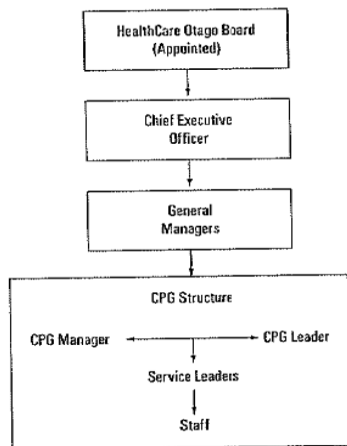 HealthCare Otago Board
(Appointed)
Chief Executive
Officer
General
Managers
CPG Structure
CPG Manager
CPG Leader
Service Leaders
Staff